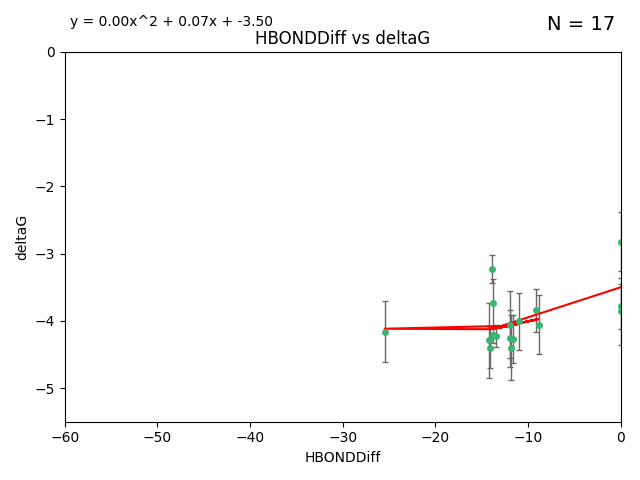 y = 0.00x^2 + 0.07x + -3.50
N = 17
HBONDDiff vs deltaG
0
−1
−2
−3
−4
−5
deltaG
−60
−50
−40
−30
−20
−10
0
HBONDDiff